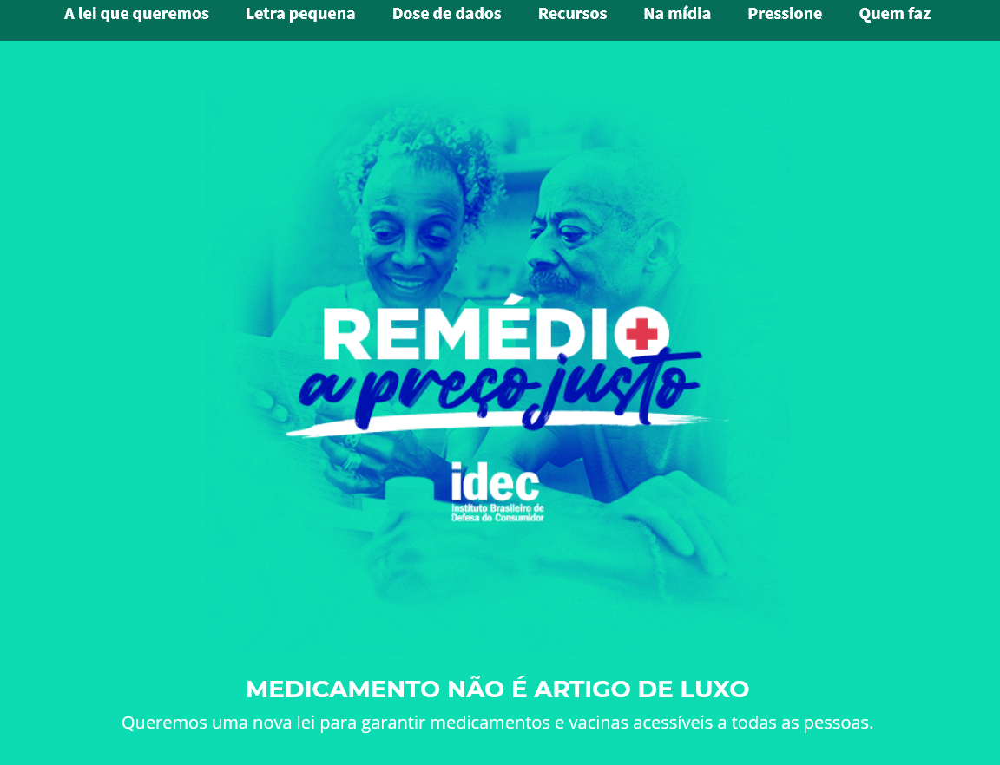 A lei que queremos Letra pequena Dose de dados Recursos Na mídia Pressione Quem faz
REMÉDIO
a preço justo
idec
Instituto Brasileiro de
Defesa do Consumidor
MEDICAMENTO NÃO É ARTIGO DE LUXO
Queremos uma nova lei para garantir medicamentos e vacinas acessíveis a todas as pessoas.